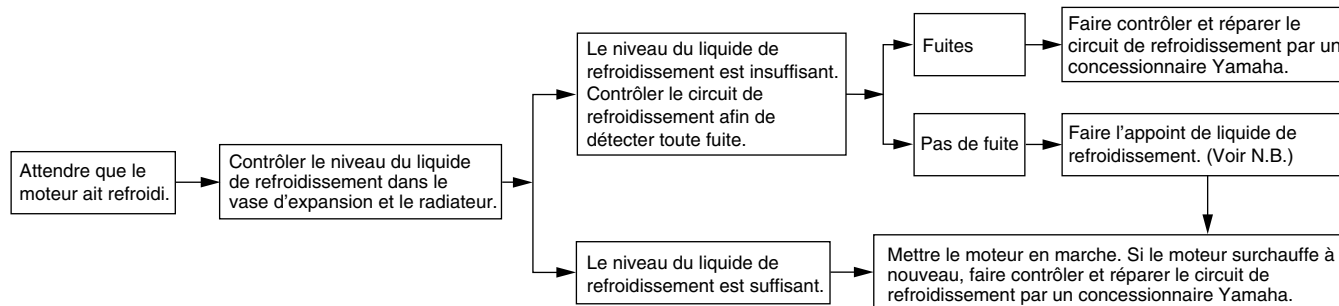 Attendre que le
moteur ait refroidi.
Contrôler le niveau du liquide
de refroidissement dans le
vase d'expansion et le radiateur.
Le niveau du liquide de
refroidissement est insuffisant.
Contrôler le circuit de
refroidissement afin de
détecter toute fuite.
Fuites
Faire contrôler et réparer le
circuit de refroidissement par un
concessionnaire Yamaha.
Pas de fuite
Faire l'appoint de liquide de
refroidissement. (Voir N.B.)
Le niveau du liquide de
refroidissement est suffisant.
Mettre le moteur en marche. Si le moteur surchauffe à
nouveau, faire contrôler et réparer le circuit de
refroidissement par un concessionnaire Yamaha.